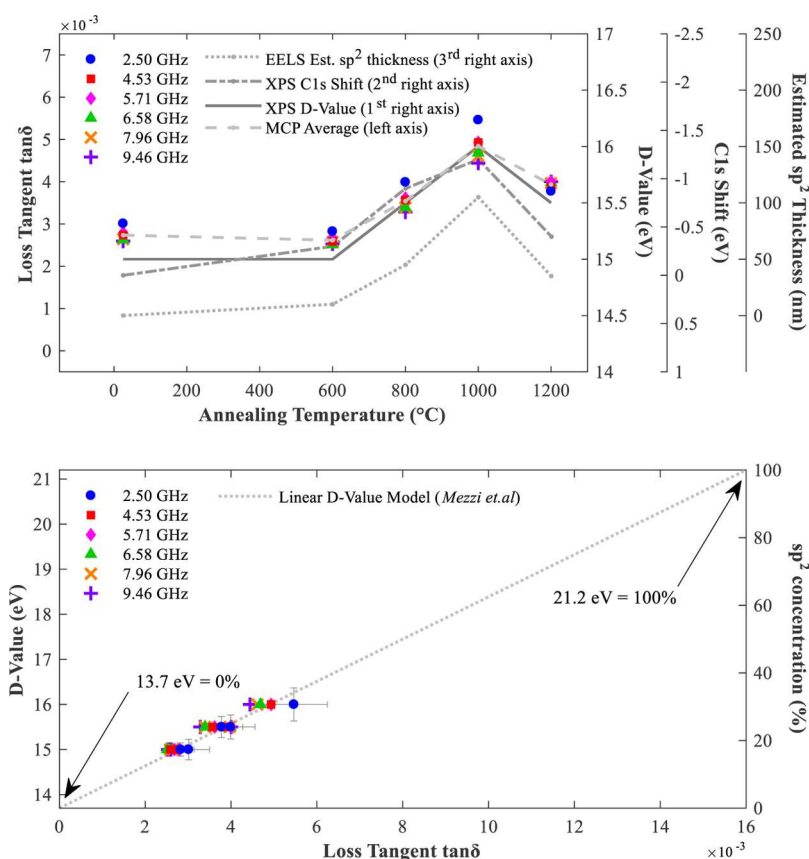 ×10⁻³
7
6
5
4
3
2
1
0
Loss Tangent tanδ
2.50 GHz
4.53 GHz
5.71 GHz
6.58 GHz
7.96 GHz
9.46 GHz
EELS Est. sp² thickness (3rd right axis)
XPS C1s Shift (2nd right axis)
XPS D-Value (1st right axis)
MCP Average (left axis)
0 200 400 600 800 1000 1200
Annealing Temperature (°C)
17
16
15.5
15
14.5
14
D-Value (eV)
-2.5
-2
-1.5
-1
-0.5
0
0.5
1
C1s Shift (eV)
250
200
150
100
50
0
Estimated sp² Thickness (nm)
21
20
19
18
17
16
15
14
D-Value (eV)
2.50 GHz
4.53 GHz
5.71 GHz
6.58 GHz
7.96 GHz
9.46 GHz
Linear D-Value Model (Mezzi et.al)
13.7 eV = 0%
21.2 eV = 100%
100
80
60
40
20
0
sp² concentration (%)
0 2 4 6 8 10 12 14 16
Loss Tangent tanδ
×10⁻³